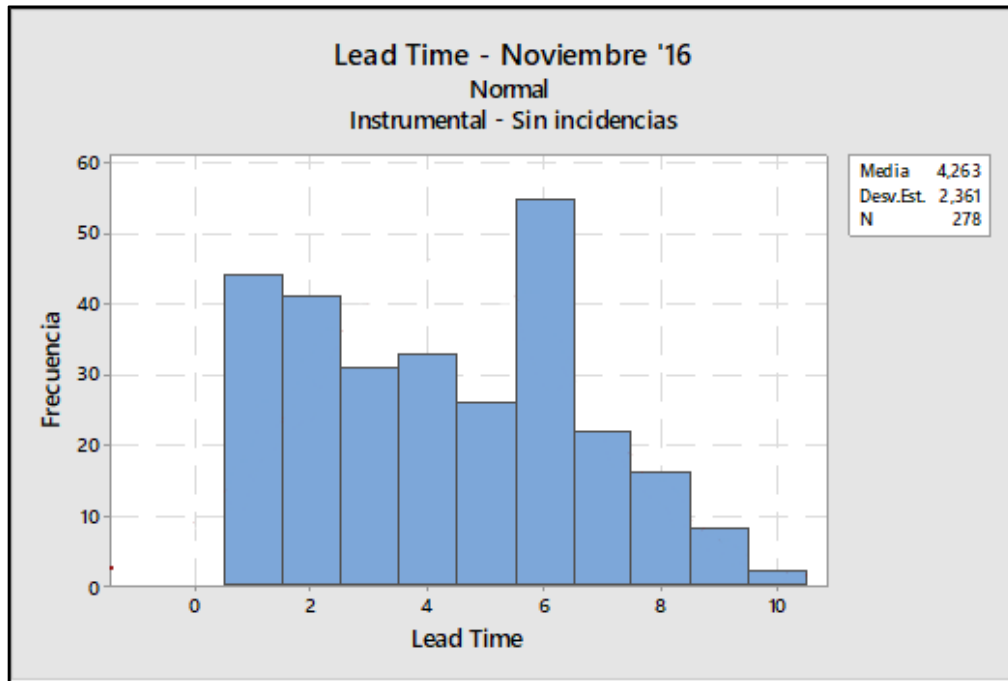 Lead Time - Noviembre '16
Normal
Instrumental - Sin incidencias
Media 4,263
Desv.Est. 2,361
N 278
Frecuencia
60
50
40
30
20
10
0
0 2 4 6 8 10
Lead Time